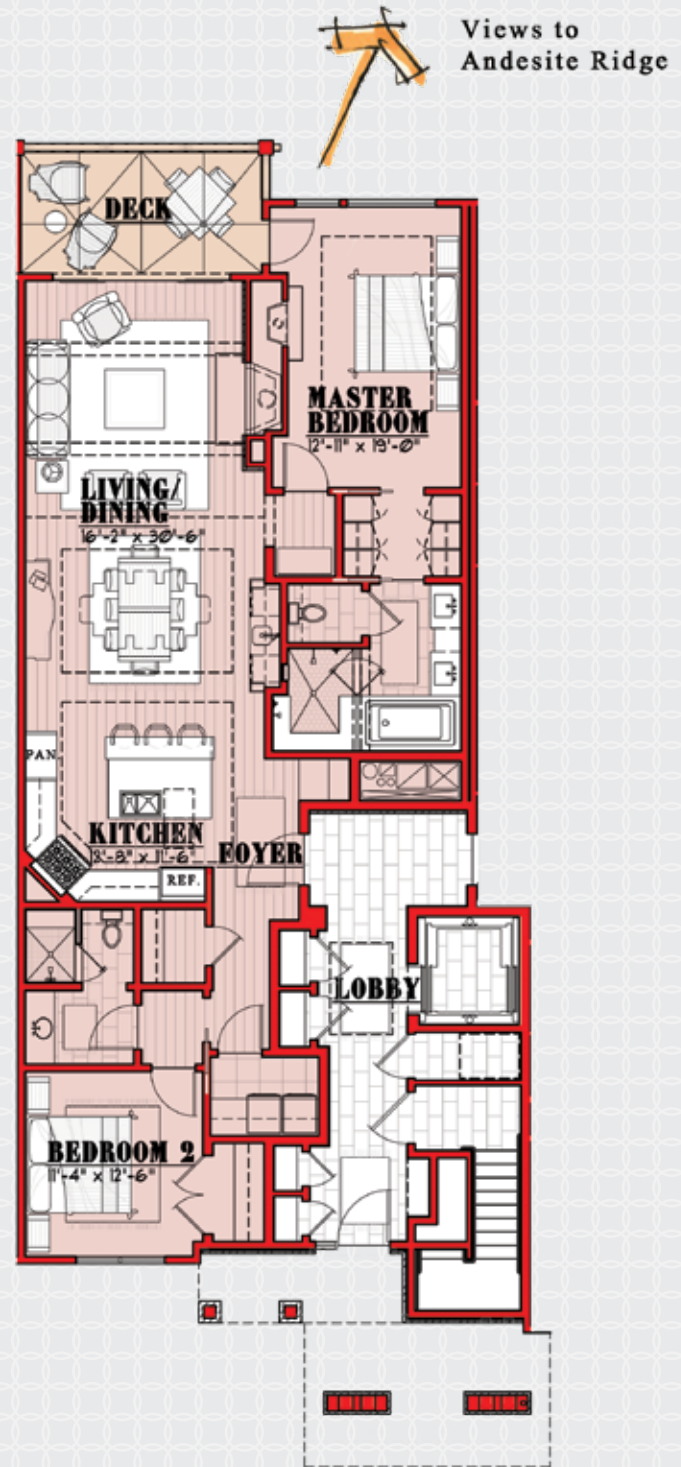 Views to
Andesite Ridge
DECK
MASTER
BEDROOM
12'-11" x 19'-0"
LIVING/
DINING
16'-2" x 30'-6"
PAN
KITCHEN
FOYER
REF.
LOBBY
BEDROOM 2
11'-4" x 12'-6"